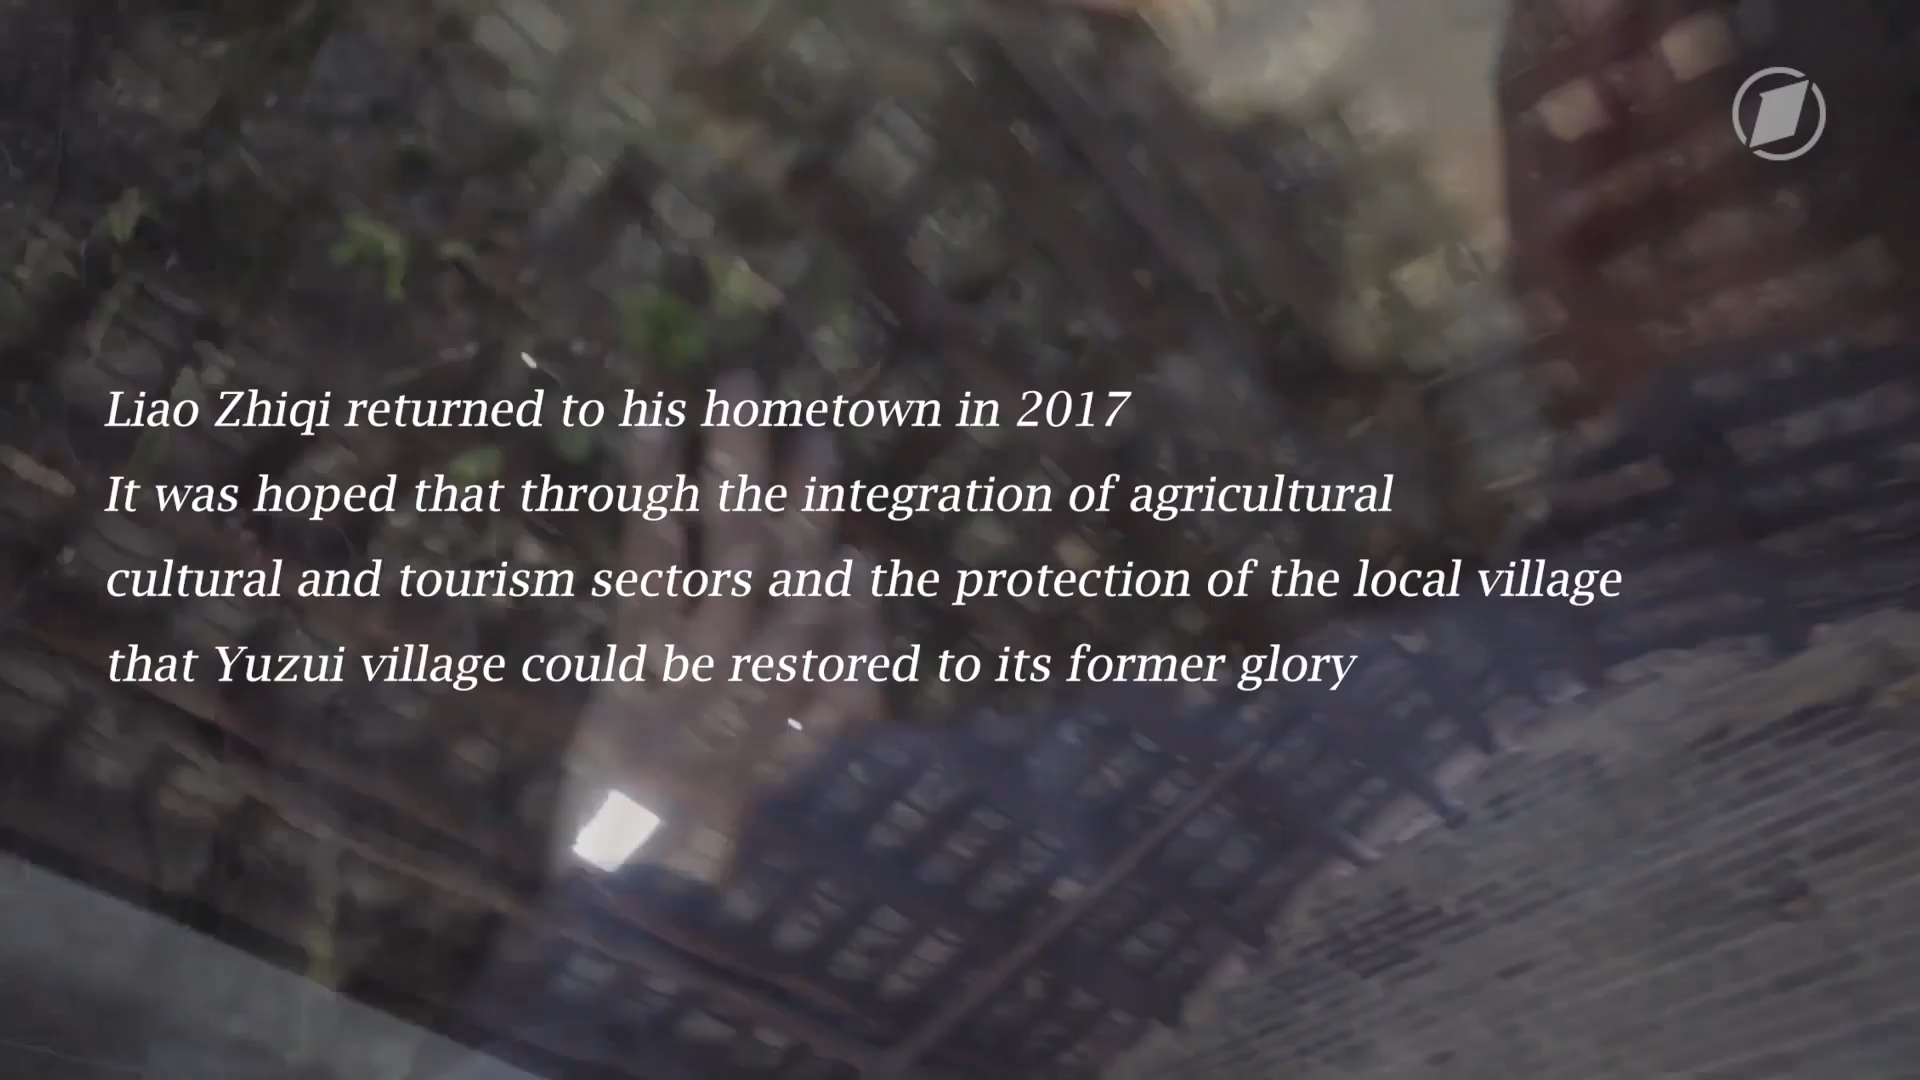 Liao Zhiqi returned to his hometown in 2017
It was hoped that through the integration of agricultural
cultural and tourism sectors and the protection of the local village
that Yuzui village could be restored to its former glory